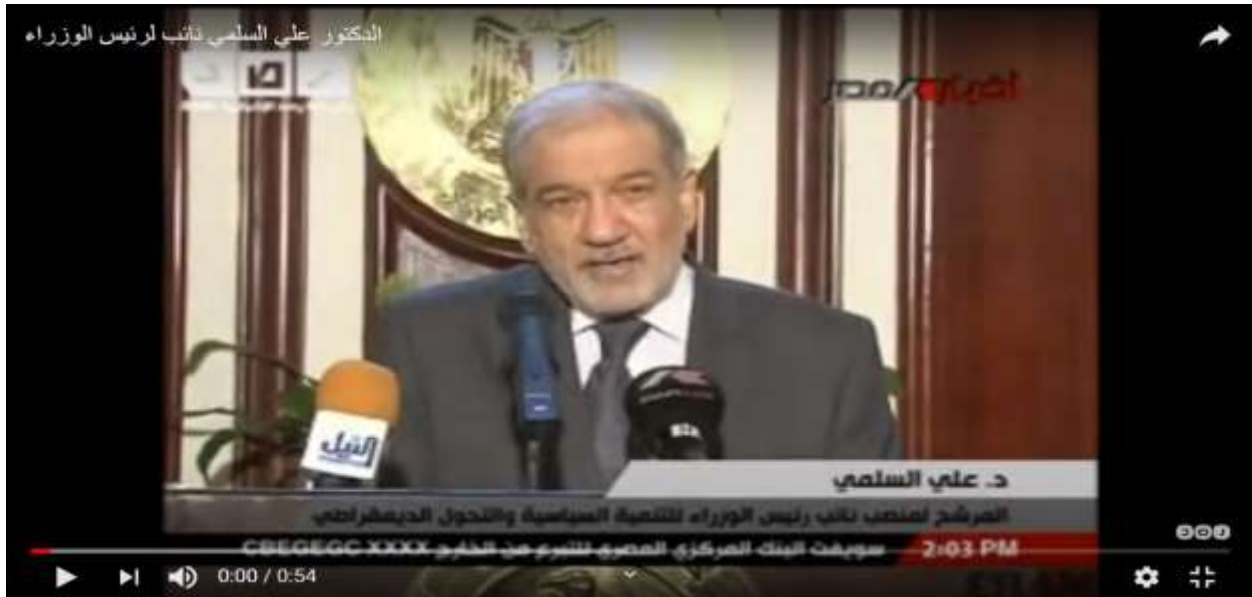 الدكتور علي السلمي نائب لرئيس الوزراء
أخبار مصر
النيل
د. علي السلمي
المرشح لمنصب نائب رئيس الوزراء للتنمية السياسية والتحول الديمقراطي
2:03 PM سويفت البنك المركزي المصري للتبرع من الخارج CBEGEGC XXXX
0:00 / 0:54